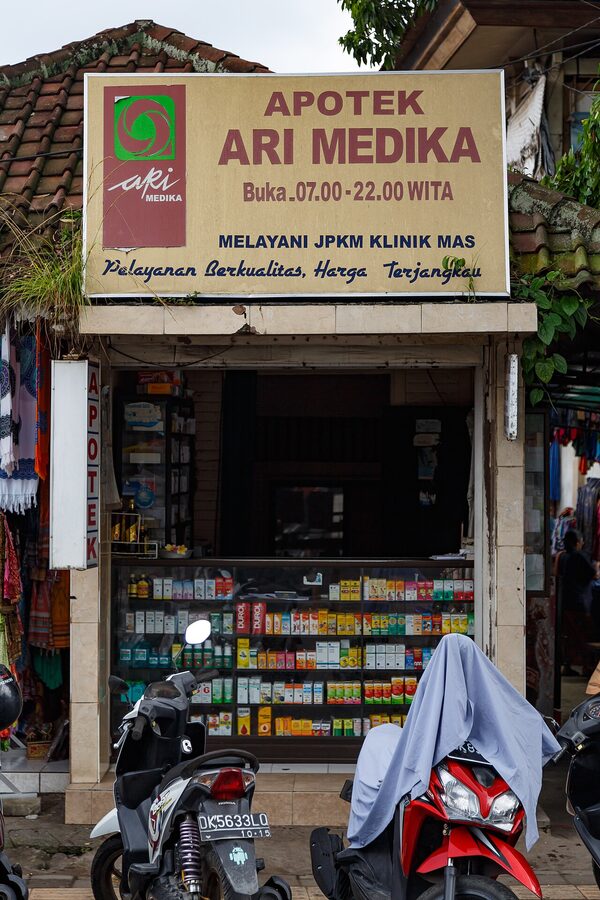 APOTEK
ARI MEDIKA
Buka.07.00-22.00 WITA
MELAYANI JPKM KLINIK MAS
Pelayanan Berkualitas, Harga Terjangkau
ari
MEDIKA
APOTEK
DUROL
DK 5633 LO
10-15